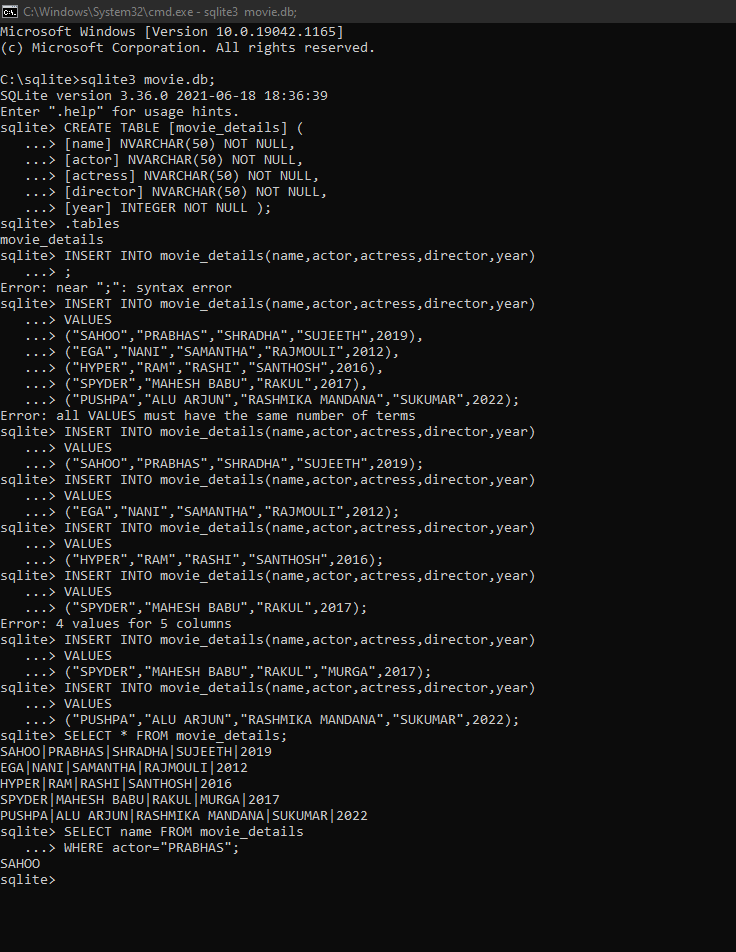 C:\Windows\System32\cmd.exe - sqlite3 movie.db;
Microsoft Windows [Version 10.0.19042.1165]
(c) Microsoft Corporation. All rights reserved.
C:\sqlite>sqlite3 movie.db;
SQLite version 3.36.0 2021-06-18 18:36:39
Enter ".help" for usage hints.
sqlite> CREATE TABLE [movie_details] (
...> [name] NVARCHAR(50) NOT NULL,
...> [actor] NVARCHAR(50) NOT NULL,
...> [actress] NVARCHAR(50) NOT NULL,
...> [director] NVARCHAR(50) NOT NULL,
...> [year] INTEGER NOT NULL );
sqlite> .tables
movie_details
sqlite> INSERT INTO movie_details(name,actor,actress,director,year)
...> ;
Error: near ";": syntax error
sqlite> INSERT INTO movie_details(name,actor,actress,director,year)
...> VALUES
...> ("SAHOO","PRABHAS","SHRADHA","SUJEETH",2019),
...> ("EGA","NANI","SAMANTHA","RAJMOULI",2012),
...> ("HYPER","RAM","RASHI","SANTHOSH",2016),
...> ("SPYDER","MAHESH BABU","RAKUL",2017),
...> ("PUSHPA","ALU ARJUN","RASHMIKA MANDANA","SUKUMAR",2022);
Error: all VALUES must have the same number of terms
sqlite> INSERT INTO movie_details(name,actor,actress,director,year)
...> VALUES
...> ("SAHOO","PRABHAS","SHRADHA","SUJEETH",2019);
sqlite> INSERT INTO movie_details(name,actor,actress,director,year)
...> VALUES
...> ("EGA","NANI","SAMANTHA","RAJMOULI",2012);
sqlite> INSERT INTO movie_details(name,actor,actress,director,year)
...> VALUES
...> ("HYPER","RAM","RASHI","SANTHOSH",2016);
sqlite> INSERT INTO movie_details(name,actor,actress,director,year)
...> VALUES
...> ("SPYDER","MAHESH BABU","RAKUL",2017);
Error: 4 values for 5 columns
sqlite> INSERT INTO movie_details(name,actor,actress,director,year)
...> VALUES
...> ("SPYDER","MAHESH BABU","RAKUL","MURGA",2017);
sqlite> INSERT INTO movie_details(name,actor,actress,director,year)
...> VALUES
...> ("PUSHPA","ALU ARJUN","RASHMIKA MANDANA","SUKUMAR",2022);
sqlite> SELECT * FROM movie_details;
SAHOO|PRABHAS|SHRADHA|SUJEETH|2019
EGA|NANI|SAMANTHA|RAJMOULI|2012
HYPER|RAM|RASHI|SANTHOSH|2016
SPYDER|MAHESH BABU|RAKUL|MURGA|2017
PUSHPA|ALU ARJUN|RASHMIKA MANDANA|SUKUMAR|2022
sqlite> SELECT name FROM movie_details
...> WHERE actor="PRABHAS";
SAHOO
sqlite>